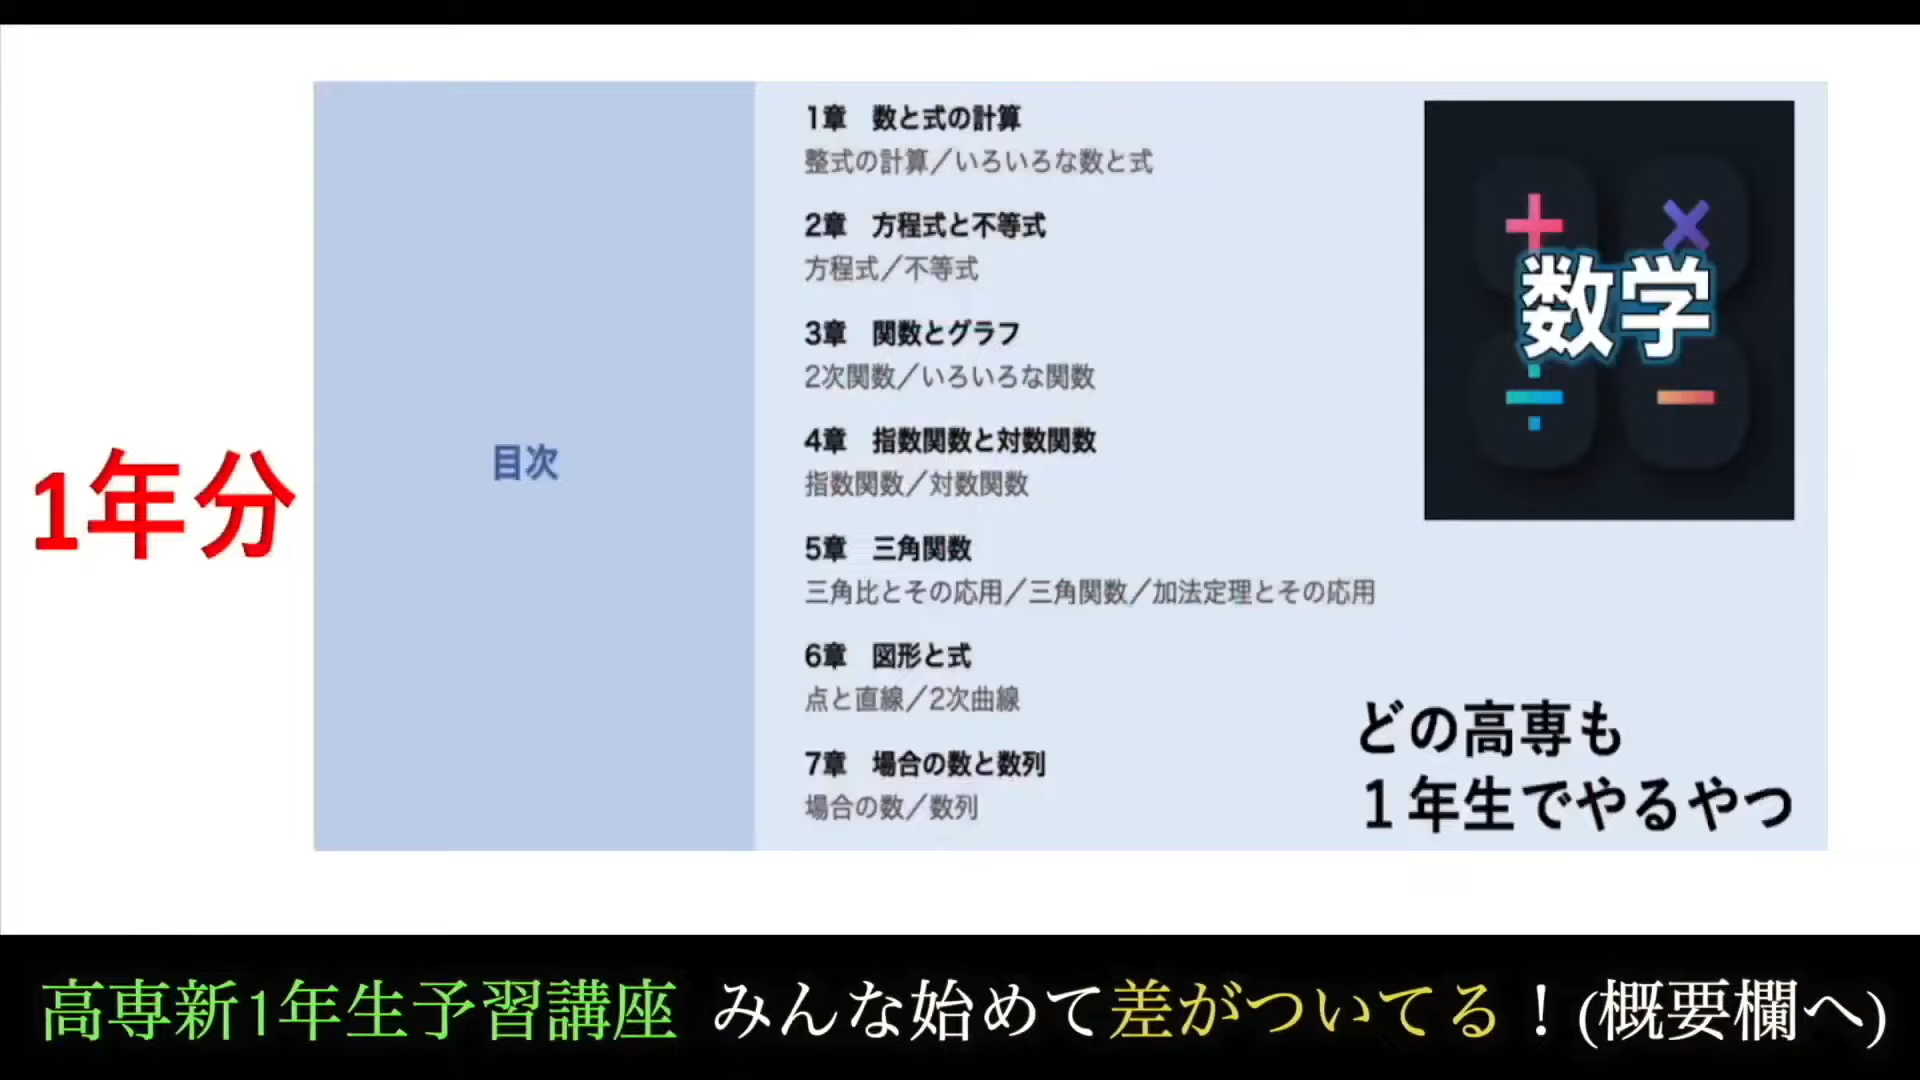 1年分
目次
1章 数と式の計算
整式の計算／いろいろな数と式
2章 方程式と不等式
方程式／不等式
3章 関数とグラフ
2次関数／いろいろな関数
4章 指数関数と対数関数
指数関数／対数関数
5章 三角関数
三角比とその応用／三角関数／加法定理とその応用
6章 図形と式
点と直線／2次曲線
7章 場合の数と数列
場合の数／数列
＋ ×
数学
÷ −
どの高専も
１年生でやるやつ
高専新1年生予習講座 みんな始めて差がついてる！(概要欄へ)